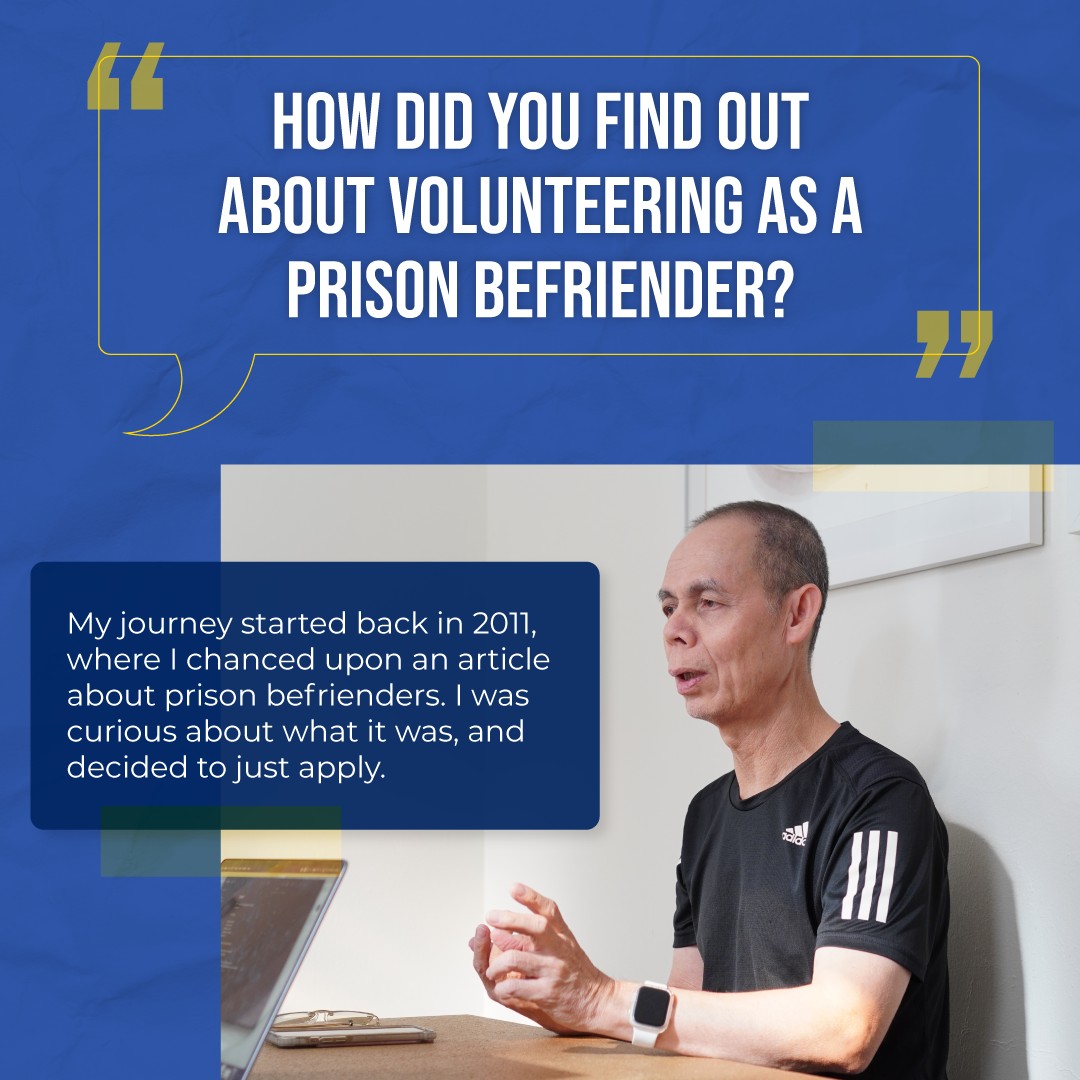 “
HOW DID YOU FIND OUT
ABOUT VOLUNTEERING AS A
PRISON BEFRIENDER?
”
My journey started back in 2011,
where I chanced upon an article
about prison befrienders. I was
curious about what it was, and
decided to just apply.
adidas